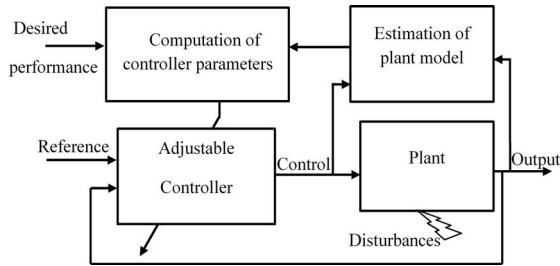 Desired
performance
Computation of
controller parameters
Estimation of
plant model
Reference
Adjustable
Controller
Control
Plant
Output
Disturbances